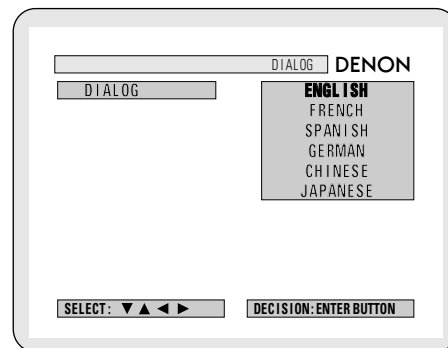 DIALOG DENON
DIALOG
ENGLISH
FRENCH
SPANISH
GERMAN
CHINESE
JAPANESE
SELECT: ▼ ▲ ◄ ► DECISION: ENTER BUTTON